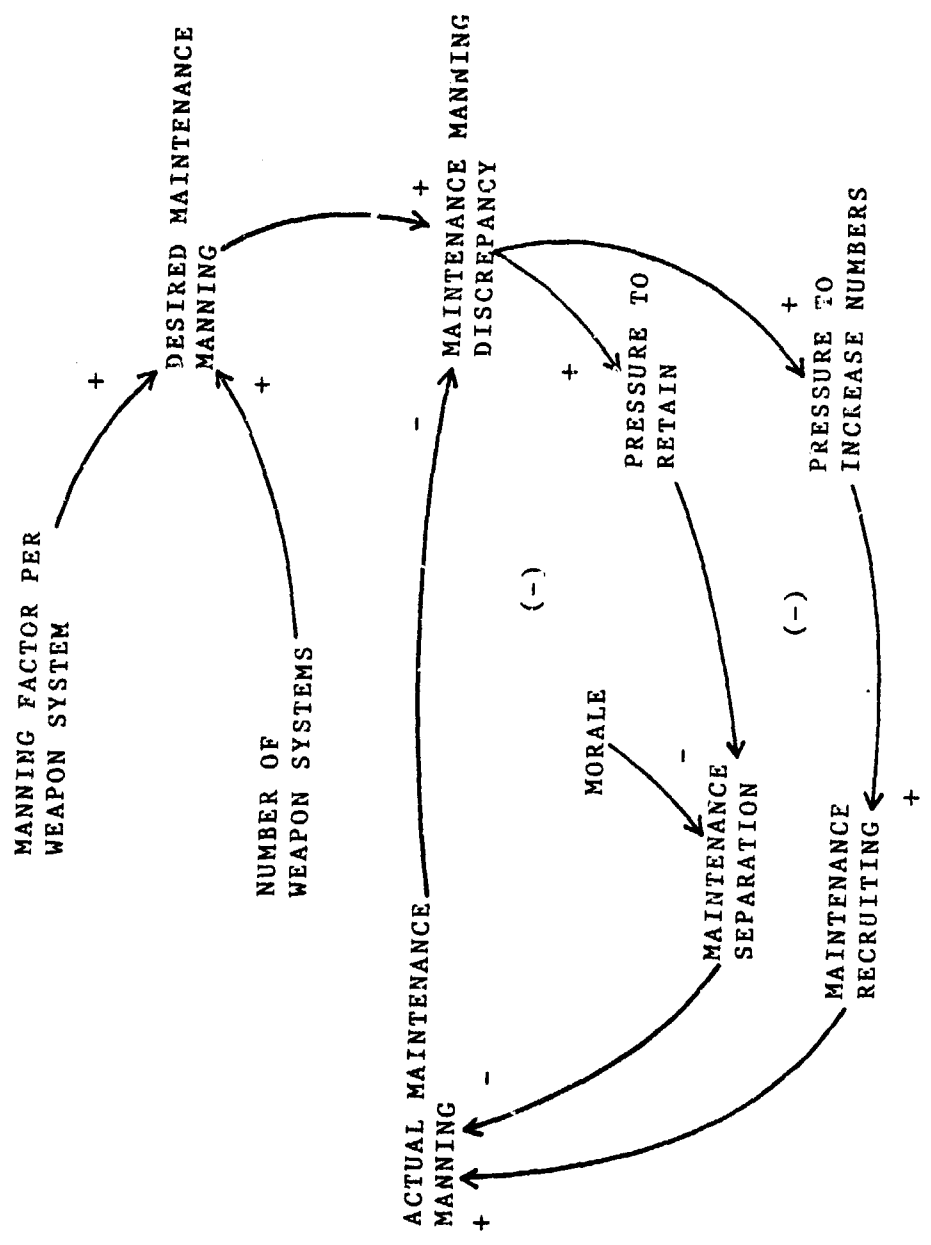 MANNING FACTOR PER
WEAPON SYSTEM
+
DESIRED MAINTENANCE
MANNING
+
NUMBER OF
WEAPON SYSTEMS
+
MAINTENANCE MANNING
DISCREPANCY
-
ACTUAL MAINTENANCE
MANNING
+
-
(-)
+
PRESSURE TO
RETAIN
MORALE
-
MAINTENANCE
SEPARATION
(-)
+
PRESSURE TO
INCREASE NUMBERS
MAINTENANCE
RECRUITING
+